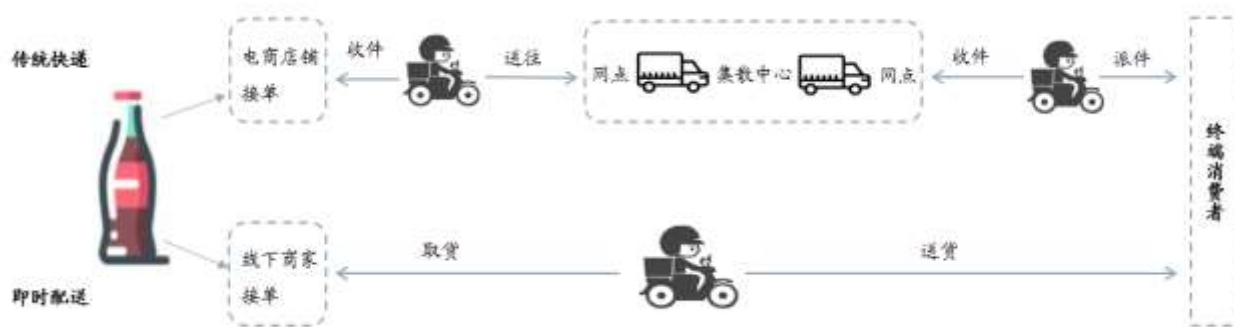 传统快递
电商店铺
接单
收件
送往
网点
集散中心
网点
收件
派件
终端消费者
即时配送
线下商家
接单
取货
送货